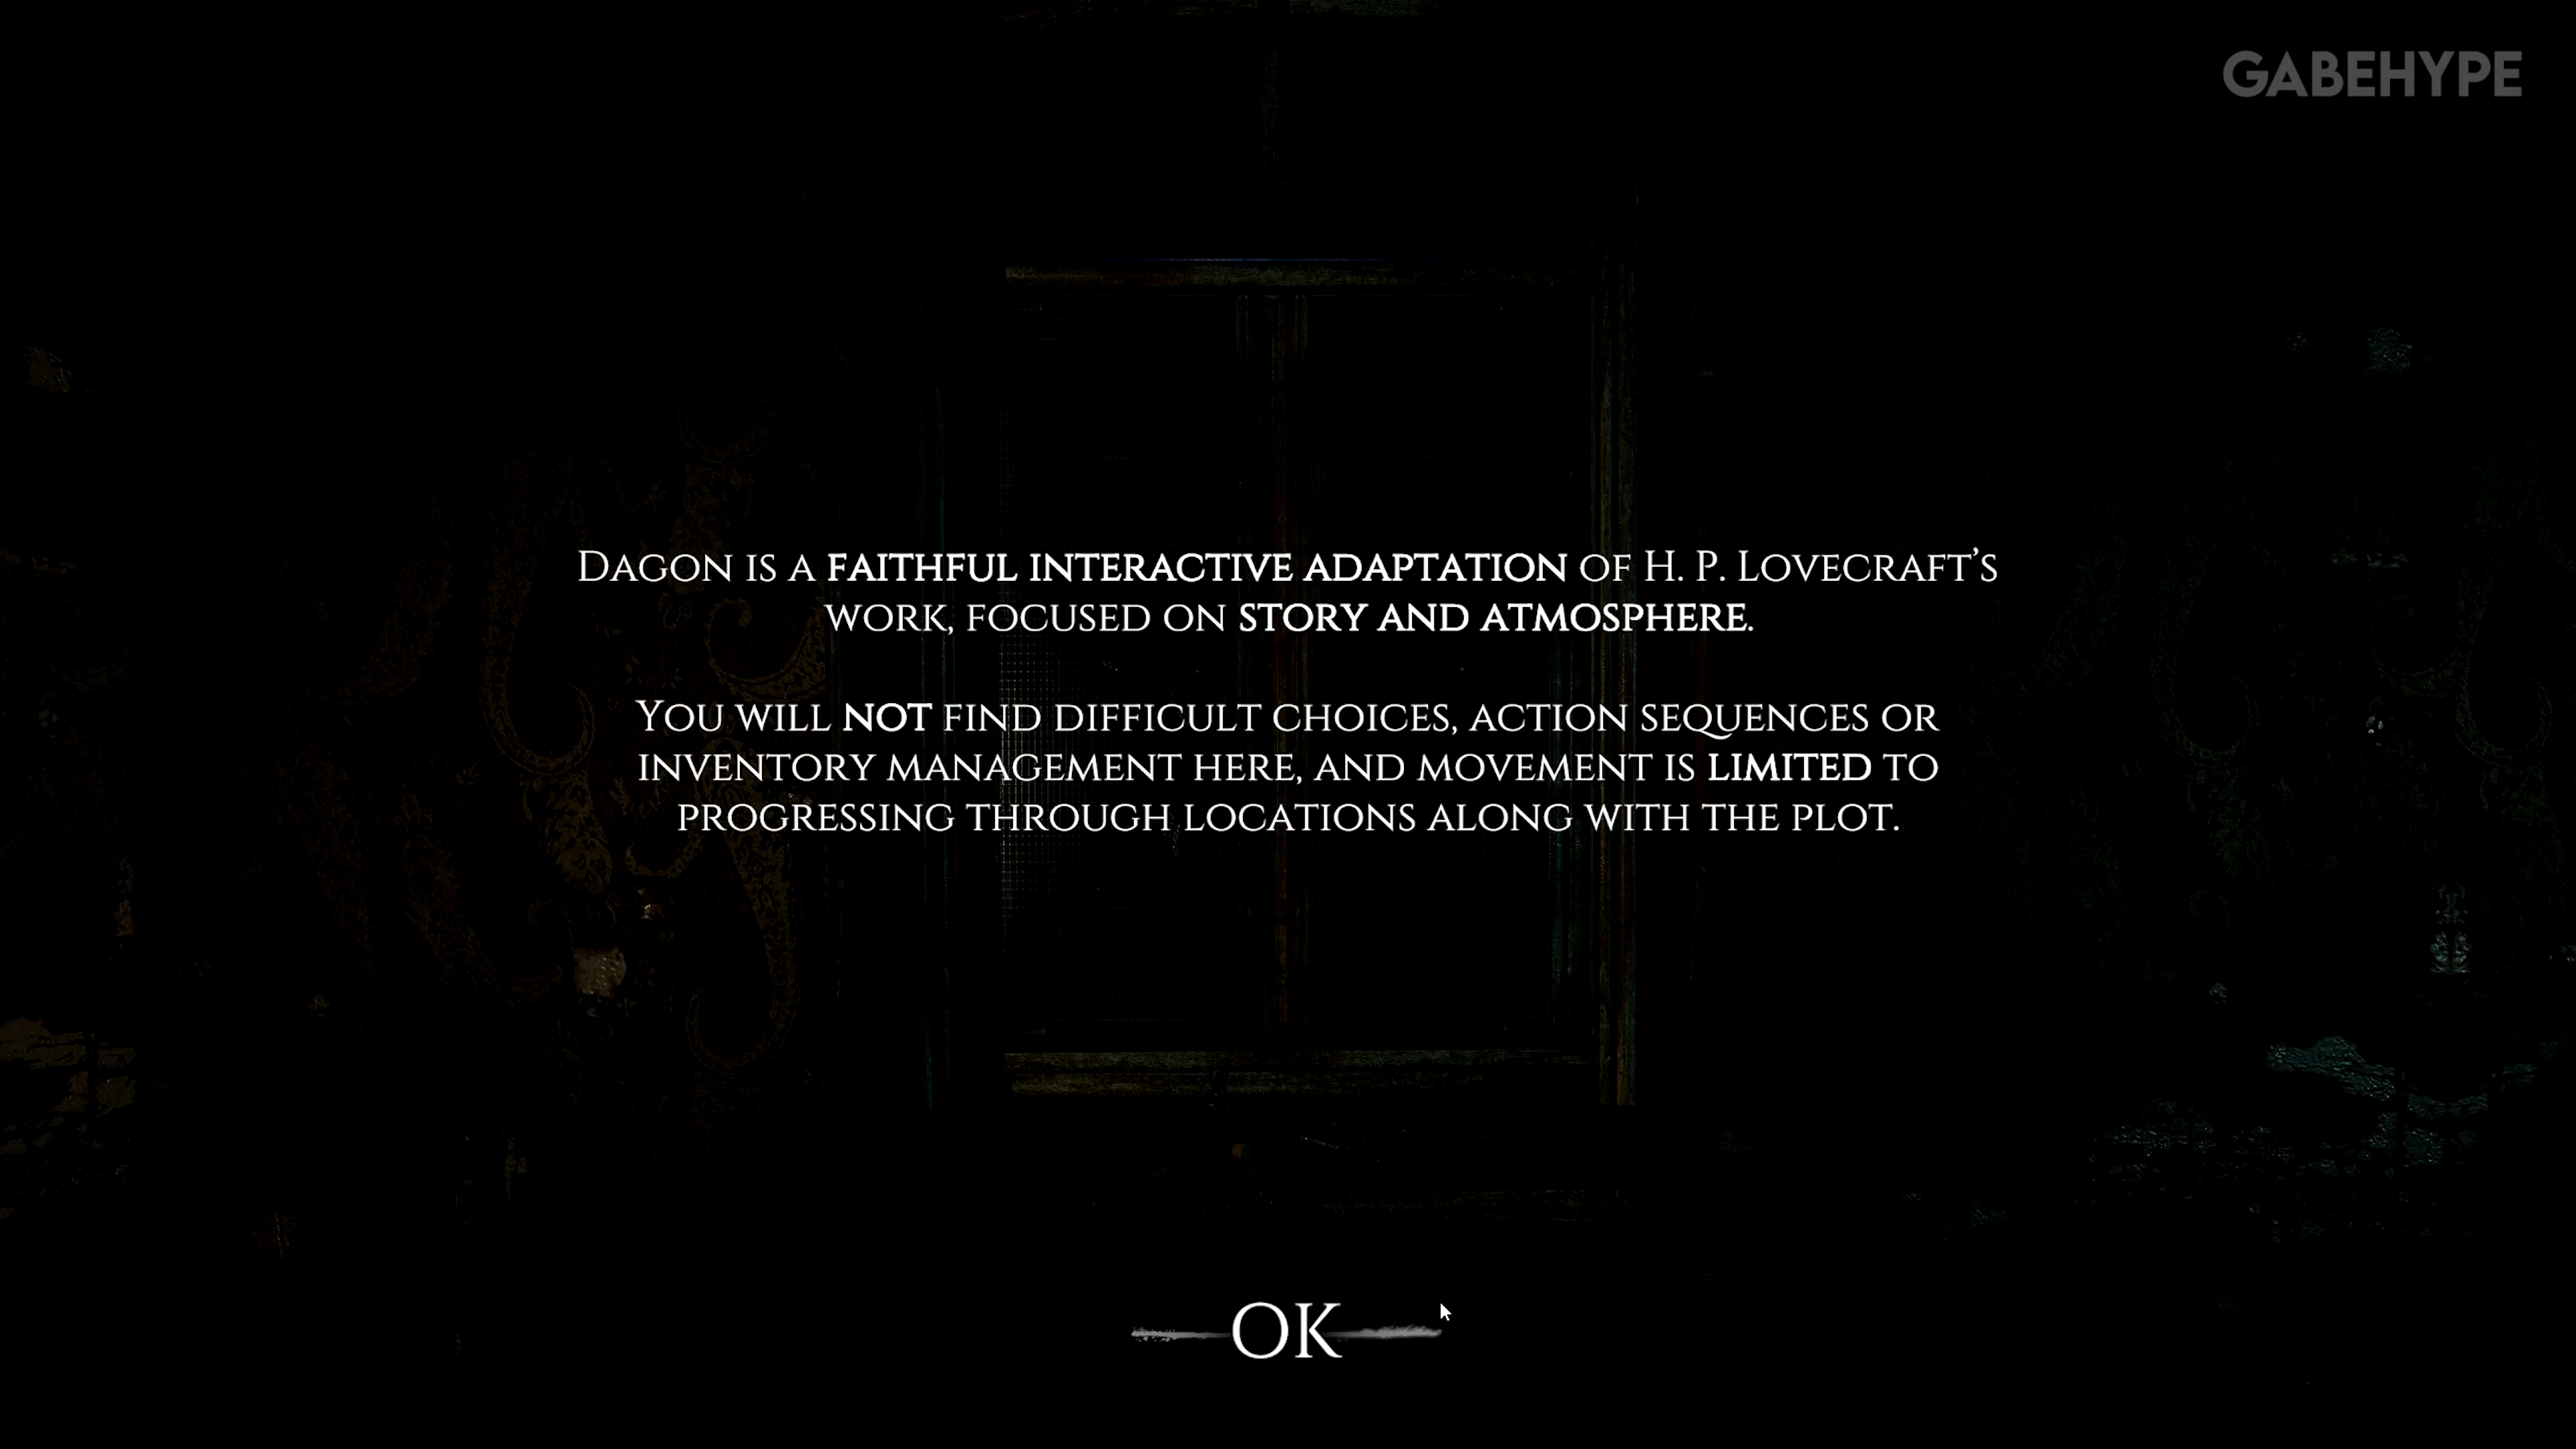 GABEHYPE
Dagon is a faithful interactive adaptation of H. P. Lovecraft's
work, focused on story and atmosphere.
You will not find difficult choices, action sequences or
inventory management here, and movement is limited to
progressing through locations along with the plot.
OK